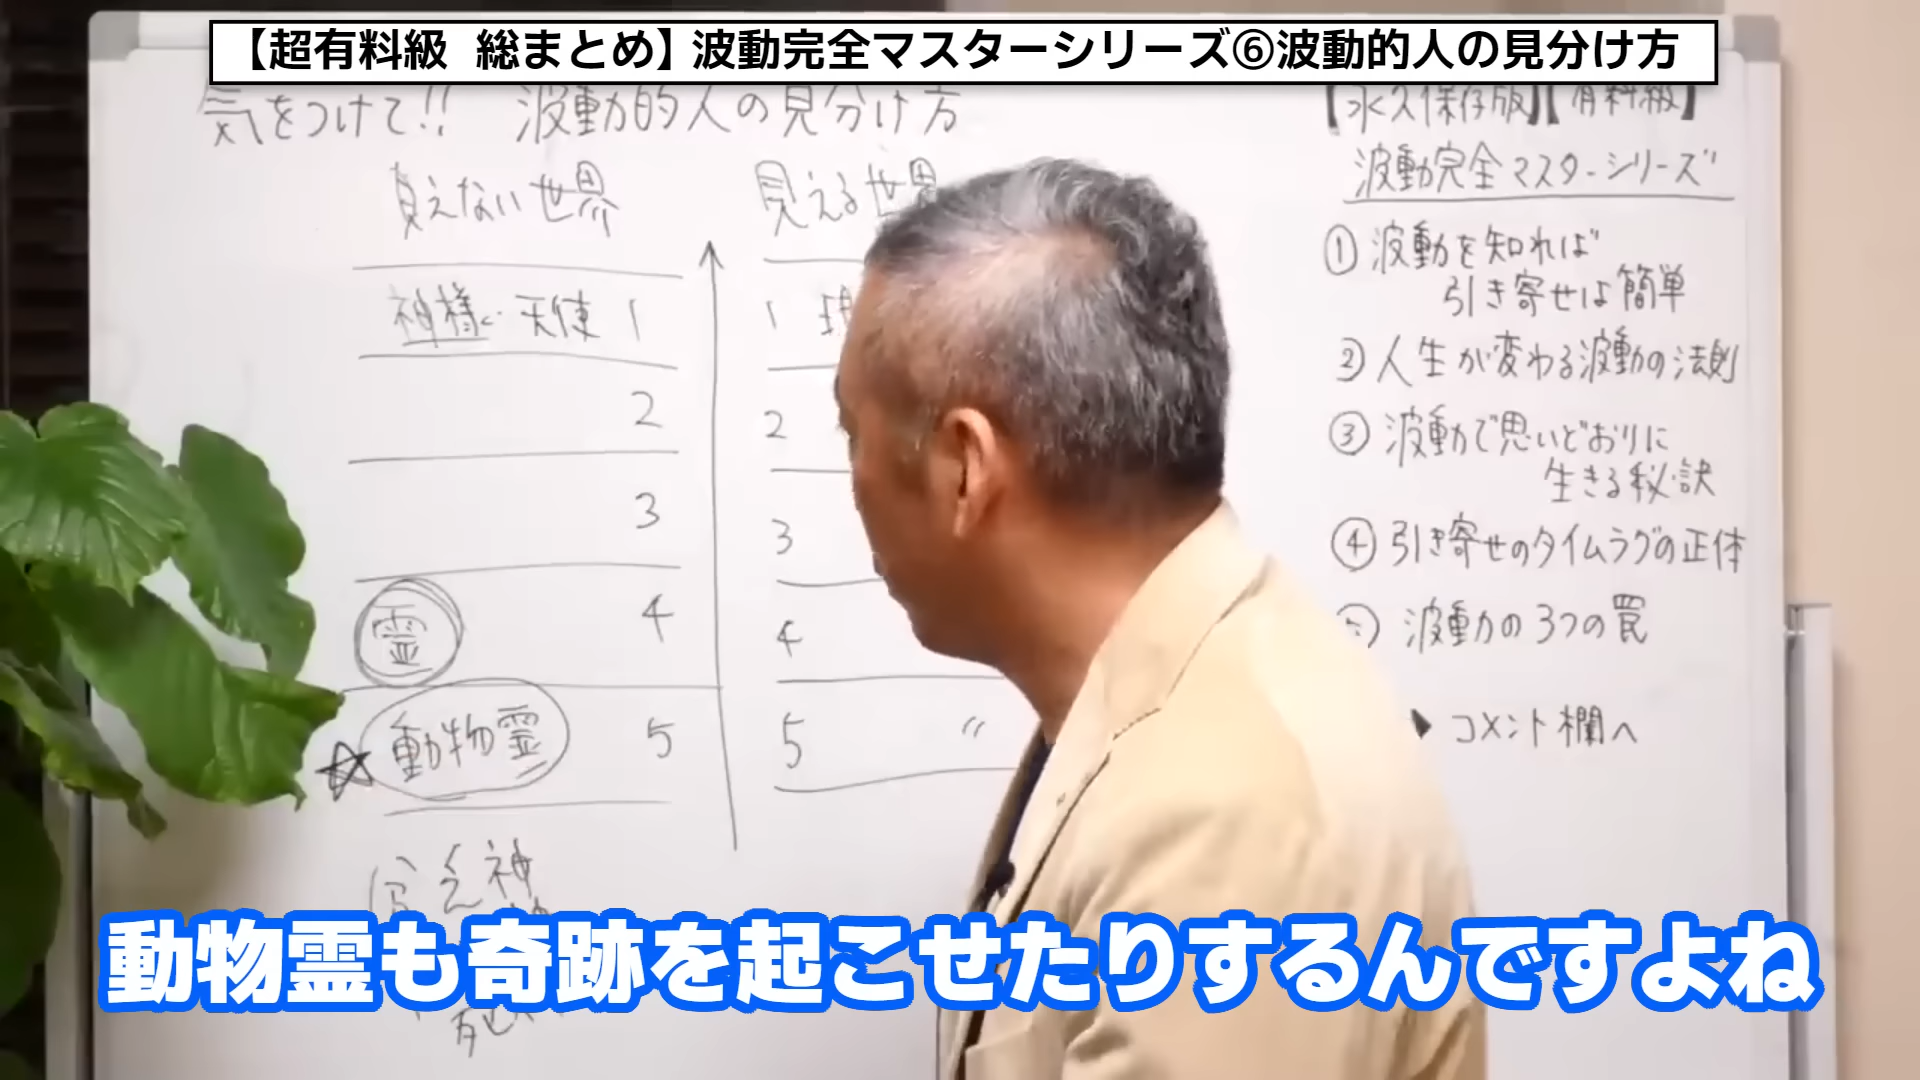 【超有料級 総まとめ】波動完全マスターシリーズ⑥波動的人の見分け方
気をつけて!! 波動的人の見分け方
見えない世界
見える世界
神様・天使 1
2
3
霊 4
動物霊 5
貧乏神
1
2
3
4
5 〃
【永久保存版】【有料級】
波動完全マスターシリーズ
① 波動を知れば
引き寄せは簡単
② 人生が変わる波動の法則
③ 波動で思いどおりに
生きる秘訣
④ 引き寄せのタイムラグの正体
⑤ 波動の3つの罠
コメント欄へ
動物霊も奇跡を起こせたりするんですよね